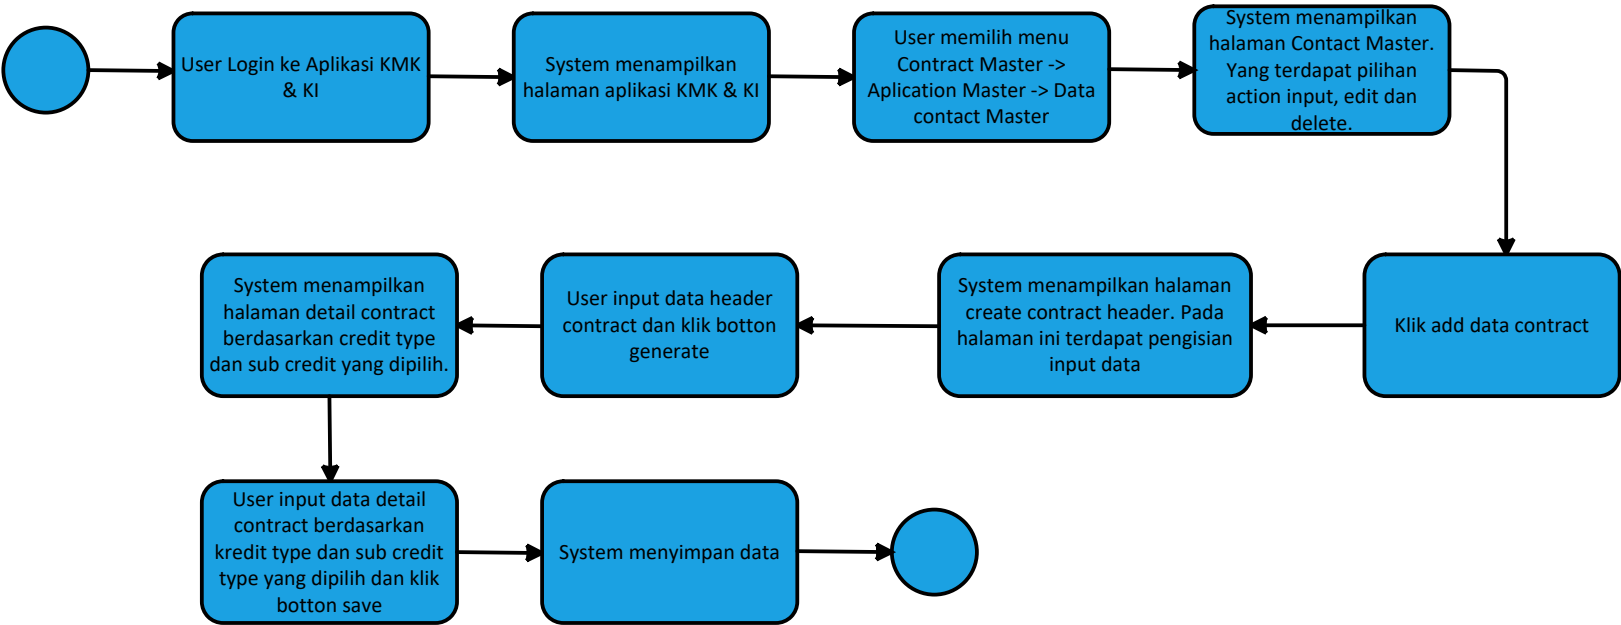 User Login ke Aplikasi KMK
& KI
System menampilkan
halaman aplikasi KMK & KI
User memilih menu
Contract Master ->
Aplication Master -> Data
contact Master
System menampilkan
halaman Contact Master.
Yang terdapat pilihan
action input, edit dan
delete.
Klik add data contract
System menampilkan halaman
create contract header. Pada
halaman ini terdapat pengisian
input data
User input data header
contract dan klik botton
generate
System menampilkan
halaman detail contract
berdasarkan credit type
dan sub credit yang dipilih.
User input data detail
contract berdasarkan
kredit type dan sub credit
type yang dipilih dan klik
botton save
System menyimpan data